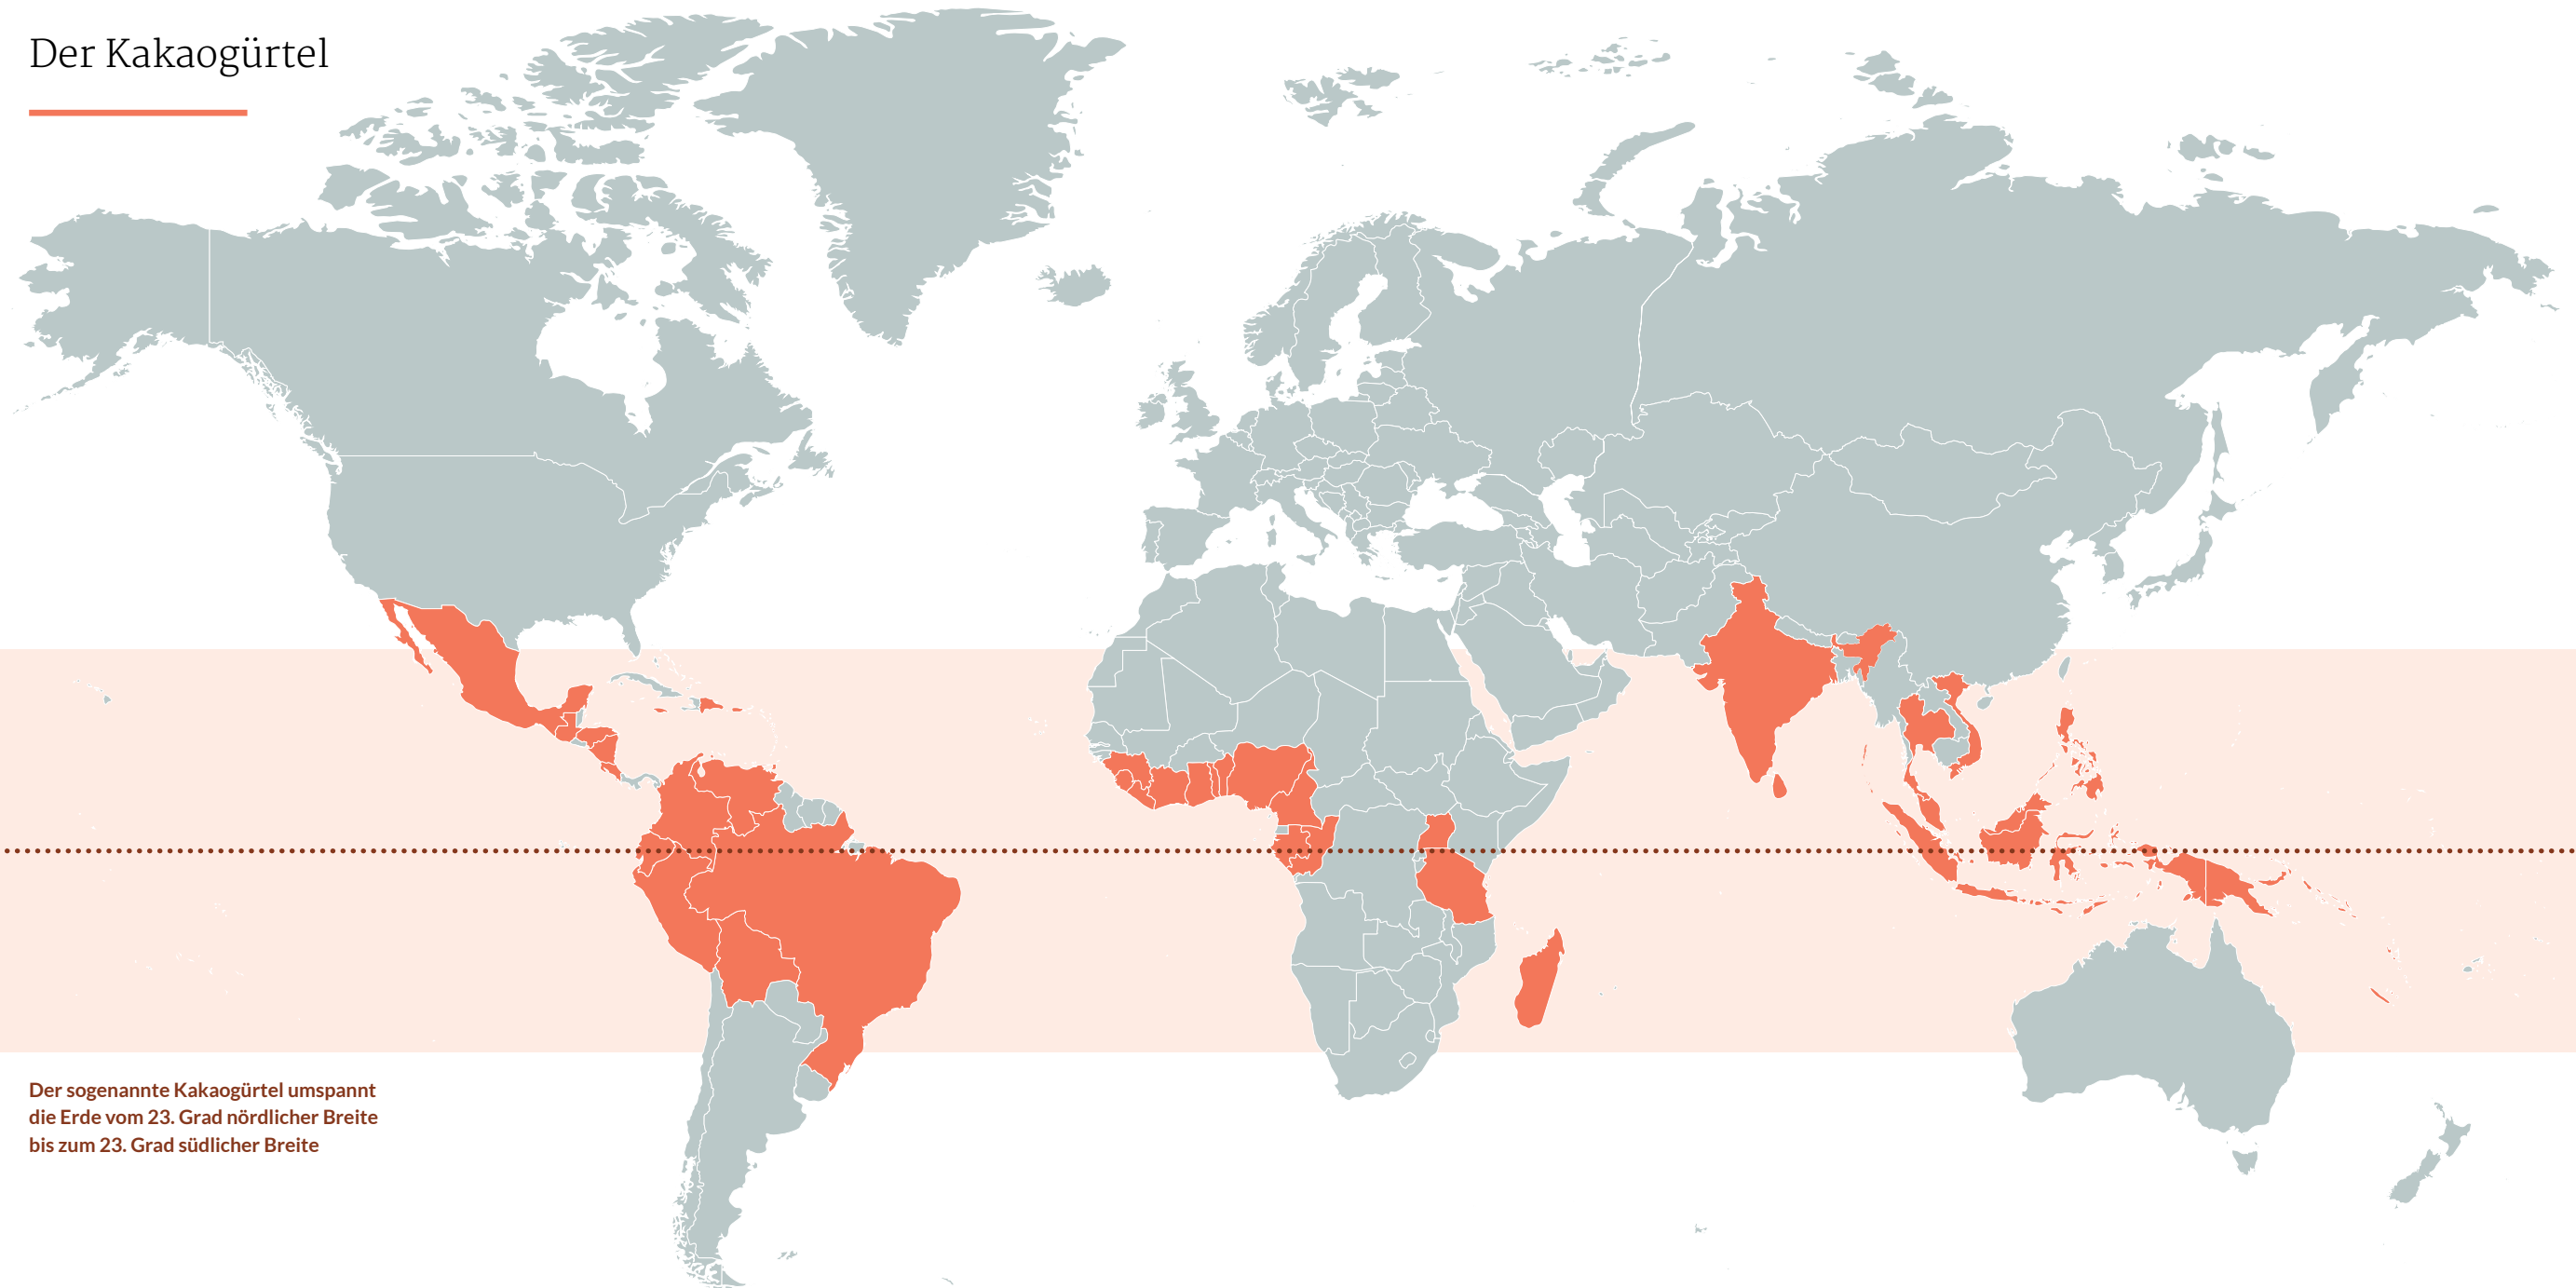 Der Kakaogürtel
Der sogenannte Kakaogürtel umspannt
die Erde vom 23. Grad nördlicher Breite
bis zum 23. Grad südlicher Breite